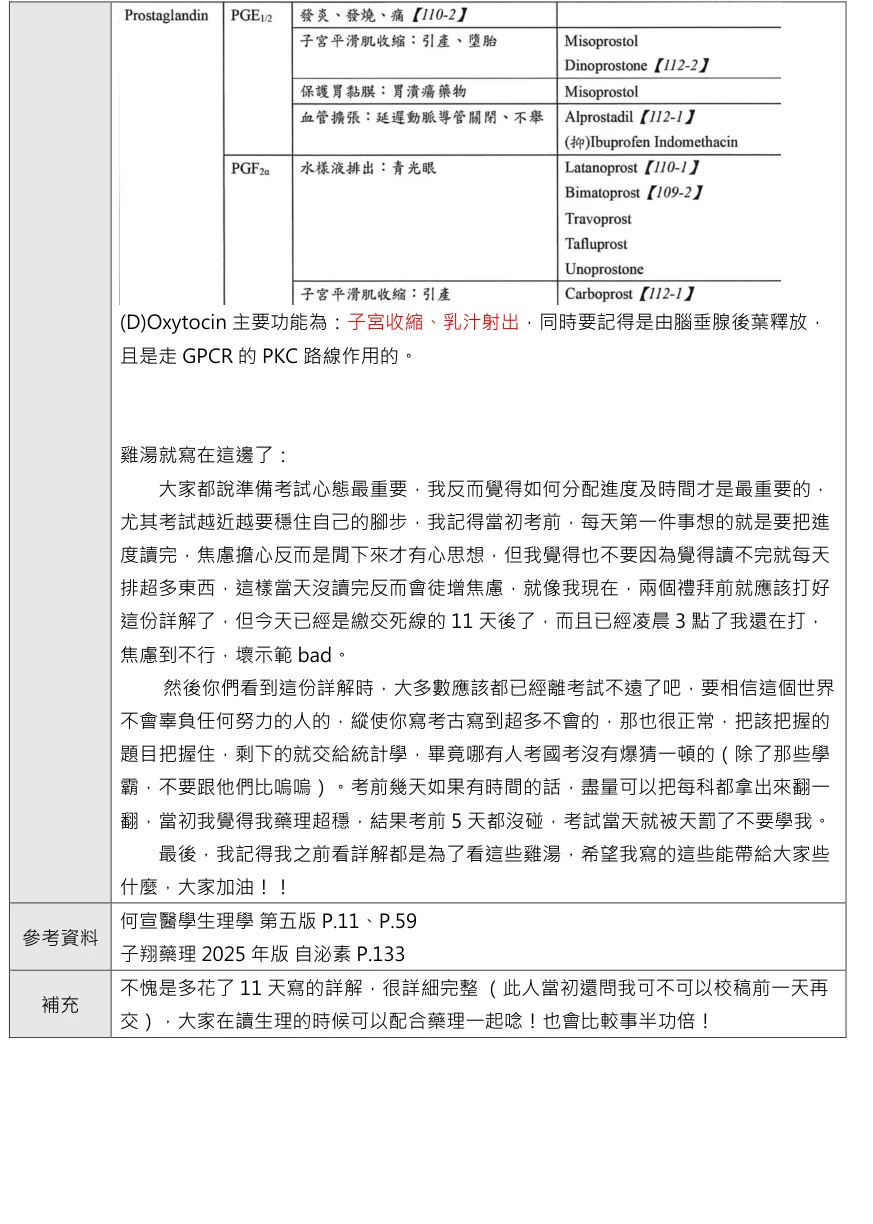 Prostaglandin PGE1/2 發炎、發燒、痛【110-2】
子宮平滑肌收縮：引產、墮胎 Misoprostol
Dinoprostone【112-2】
保護胃黏膜：胃潰瘍藥物 Misoprostol
血管擴張：延遲動脈導管關閉、不舉 Alprostadil【112-1】
(抑)Ibuprofen Indomethacin
PGF2α 水樣液排出：青光眼 Latanoprost【110-1】
Bimatoprost【109-2】
Travoprost
Tafluprost
Unoprostone
子宮平滑肌收縮：引產 Carboprost【112-1】
(D)Oxytocin 主要功能為：子宮收縮、乳汁射出，同時要記得是由腦垂腺後葉釋放，
且是走 GPCR 的 PKC 路線作用的。
雞湯就寫在這邊了：
大家都說準備考試心態最重要，我反而覺得如何分配進度及時間才是最重要的，
尤其考試越近越要穩住自己的腳步，我記得當初考前，每天第一件事想的就是要把進
度讀完，焦慮擔心反而是閒下來才有心思想，但我覺得也不要因為覺得讀不完就每天
排超多東西，這樣當天沒讀完反而會徒增焦慮，就像我現在，兩個禮拜前就應該打好
這份詳解了，但今天已經是繳交死線的 11 天後了，而且已經凌晨 3 點了我還在打，
焦慮到不行，壞示範 bad。
然後你們看到這份詳解時，大多數應該都已經離考試不遠了吧，要相信這個世界
不會辜負任何努力的人的，縱使你寫考古寫到超多不會的，那也很正常，把該把握的
題目把握住，剩下的就交給統計學，畢竟哪有人考國考沒有爆猜一頓的（除了那些學
霸，不要跟他們比嗚嗚）。考前幾天如果有時間的話，盡量可以把每科都拿出來翻一
翻，當初我覺得我藥理超穩，結果考前 5 天都沒碰，考試當天就被天罰了不要學我。
最後，我記得我之前看詳解都是為了看這些雞湯，希望我寫的這些能帶給大家些
什麼，大家加油！！
參考資料 何宣醫學生理學 第五版 P.11、P.59
子翔藥理 2025 年版 自泌素 P.133
補充 不愧是多花了 11 天寫的詳解，很詳細完整 （此人當初還問我可不可以校稿前一天再
交），大家在讀生理的時候可以配合藥理一起唸！也會比較事半功倍！